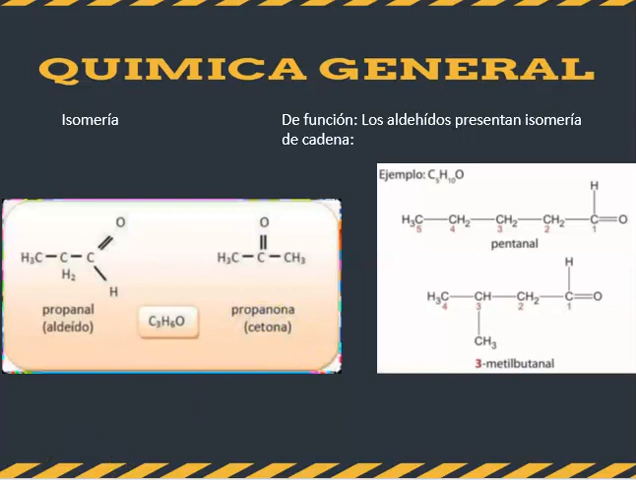 QUIMICA GENERAL
Isomería
De función: Los aldehídos presentan isomería
de cadena:
O
H₃C—C—C
H₂
H
propanal
(aldeído)
C₃H₆O
O
H₃C—C—CH₃
propanona
(cetona)
Ejemplo: C₅H₁₀O
H
H₃C—CH₂—CH₂—CH₂—C=O
5 4 3 2 1
pentanal
H
H₃C—CH—CH₂—C=O
4 3 2 1
CH₃
3-metilbutanal